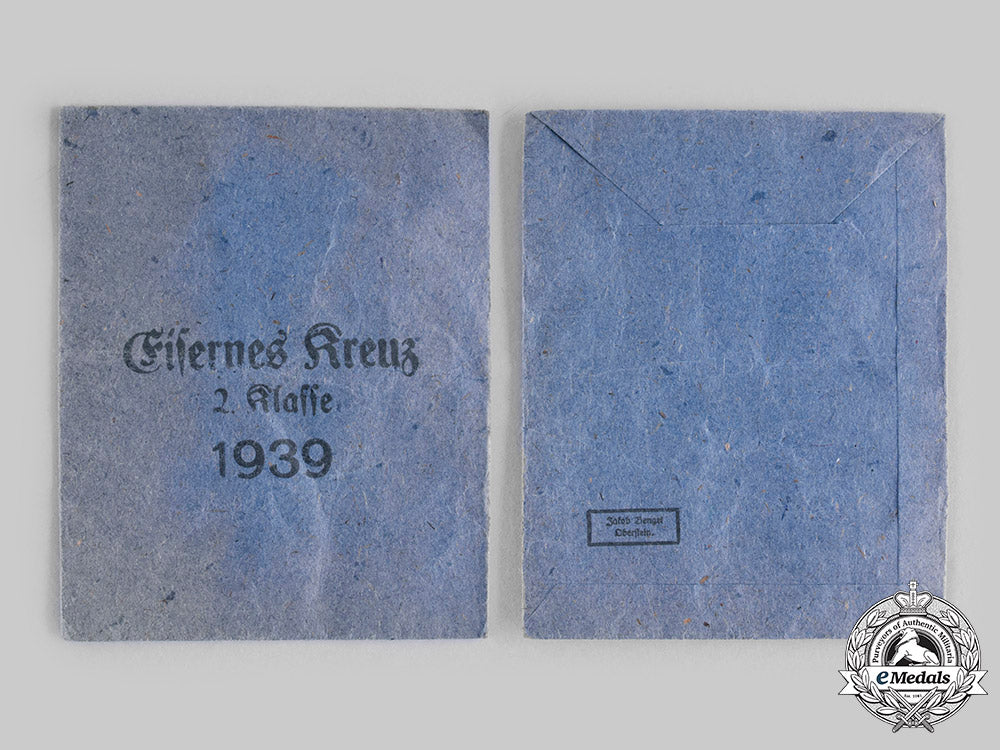 Eisernes Kreuz
2. Klasse
1939
Jakob Bengel
Oberstein.
Purveyors of Authentic Militaria
eMedals